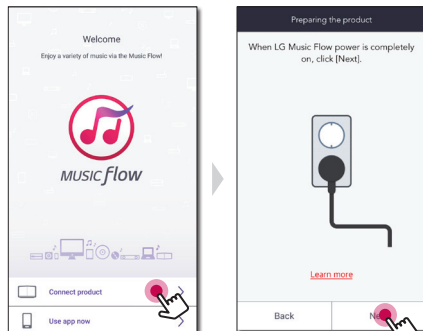 Welcome
Enjoy a variety of music via the Music Flow!
MUSIC flow
Connect product
Use app now
Preparing the product
When LG Music Flow power is completely
on, click [Next].
Learn more
Back